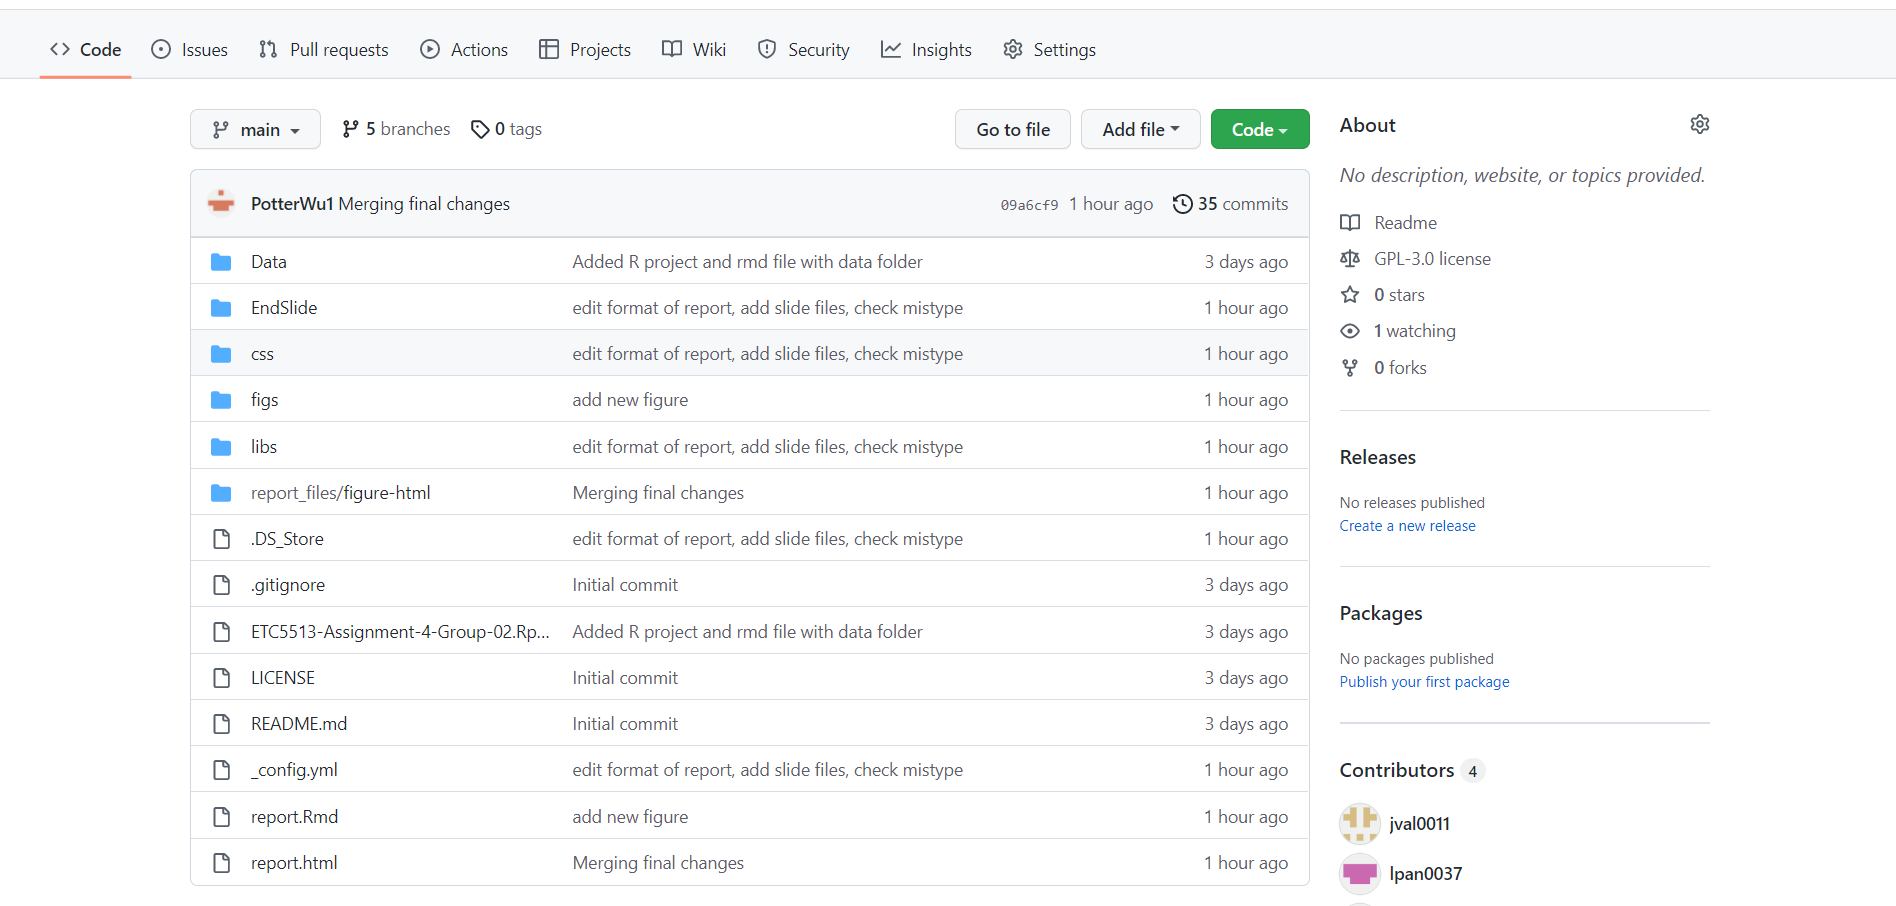 Code Issues Pull requests Actions Projects Wiki Security Insights Settings
main 5 branches 0 tags Go to file Add file Code
PotterWu1 Merging final changes 09a6cf9 1 hour ago 35 commits
Data Added R project and rmd file with data folder 3 days ago
EndSlide edit format of report, add slide files, check mistype 1 hour ago
css edit format of report, add slide files, check mistype 1 hour ago
figs add new figure 1 hour ago
libs edit format of report, add slide files, check mistype 1 hour ago
report_files/figure-html Merging final changes 1 hour ago
.DS_Store edit format of report, add slide files, check mistype 1 hour ago
.gitignore Initial commit 3 days ago
ETC5513-Assignment-4-Group-02.Rp... Added R project and rmd file with data folder 3 days ago
LICENSE Initial commit 3 days ago
README.md Initial commit 3 days ago
_config.yml edit format of report, add slide files, check mistype 1 hour ago
report.Rmd add new figure 1 hour ago
report.html Merging final changes 1 hour ago
About
No description, website, or topics provided.
Readme
GPL-3.0 license
0 stars
1 watching
0 forks
Releases
No releases published
Create a new release
Packages
No packages published
Publish your first package
Contributors 4
jval0011
lpan0037